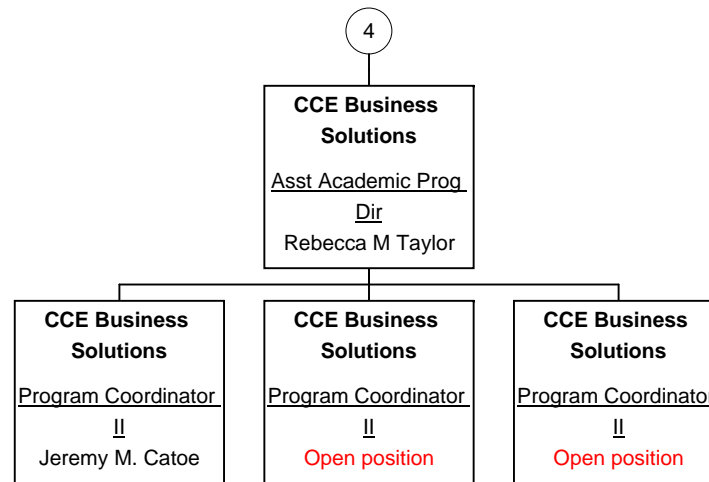 4
CCE Business
Solutions
Asst Academic Prog
Dir
Rebecca M Taylor
CCE Business
Solutions
Program Coordinator
II
Jeremy M. Catoe
CCE Business
Solutions
Program Coordinator
II
Open position
CCE Business
Solutions
Program Coordinator
II
Open position